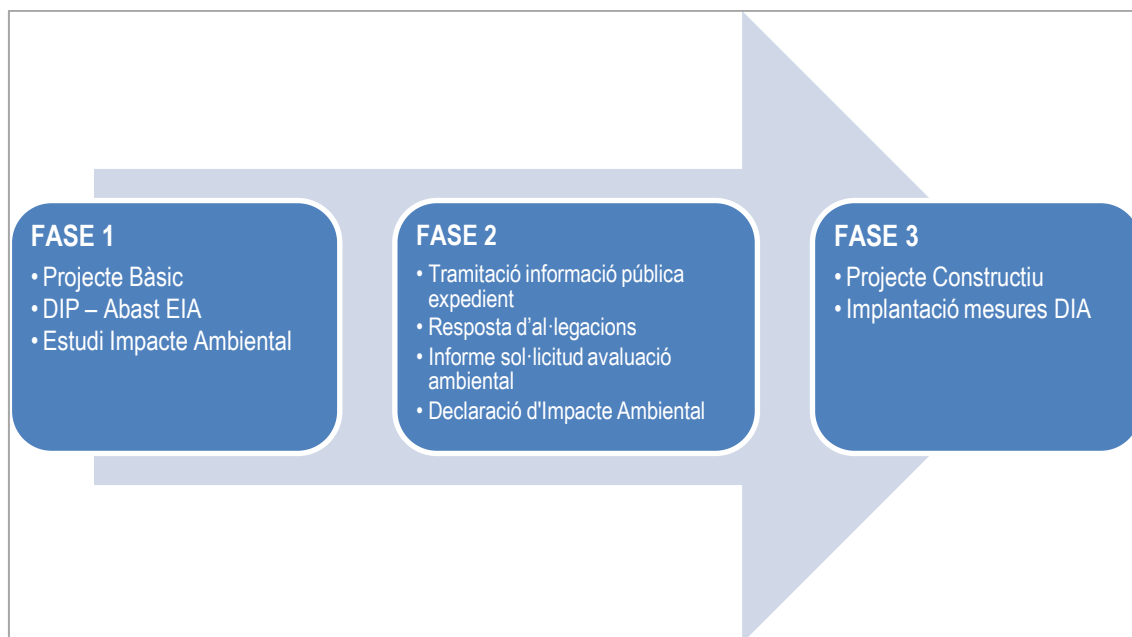 FASE 1
• Projecte Bàsic
• DIP – Abast EIA
• Estudi Impacte Ambiental
FASE 2
• Tramitació informació pública
expedient
• Resposta d’al·legacions
• Informe sol·licitud avaluació
ambiental
• Declaració d'Impacte Ambiental
FASE 3
• Projecte Constructiu
• Implantació mesures DIA